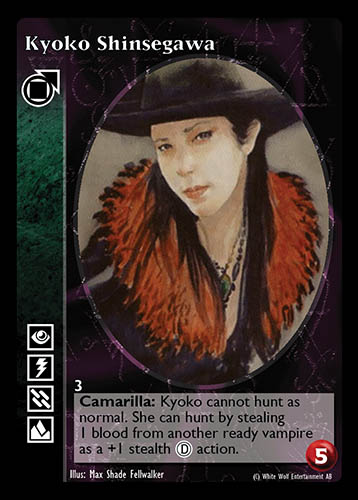 Kyoko Shinsegawa
3
Camarilla: Kyoko cannot hunt as
normal. She can hunt by stealing
1 blood from another ready vampire
as a +1 stealth D action.
5
Illus: Max Shade Fellwalker
(C) White Wolf Entertainment AB